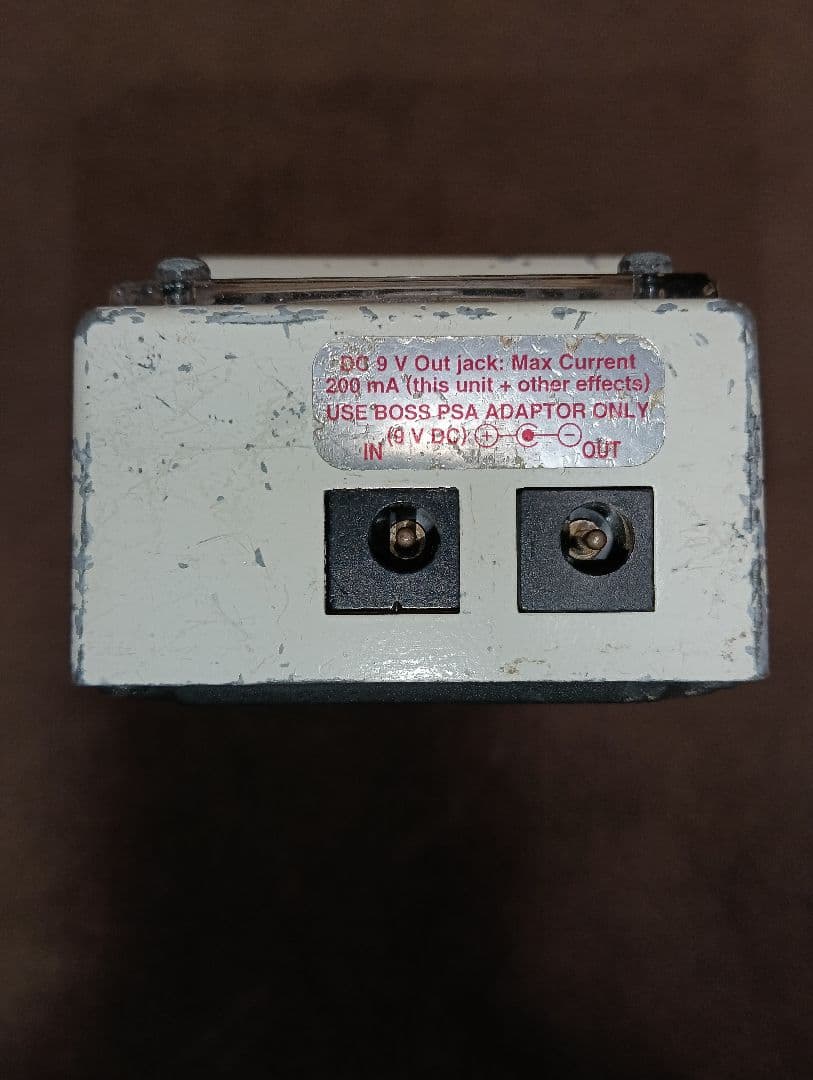 DC 9 V Out jack: Max Current
200 mA (this unit + other effects)
USE BOSS PSA ADAPTOR ONLY
(9 V DC) + -
IN OUT